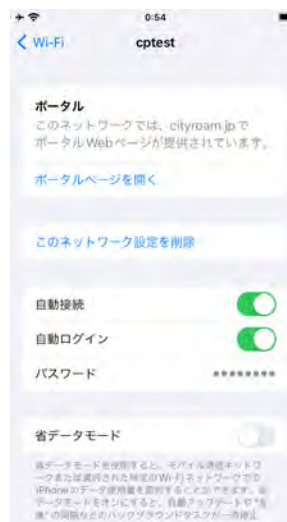 0:54
Wi-Fi
cptest
ポータル
このネットワークでは、cityroam.jpで
ポータルWebページが提供されています。
ポータルページを開く
このネットワーク設定を削除
自動接続
自動ログイン
パスワード ●●●●●●●●
省データモード
省データモードを使用すると、モバイル通信ネットワ
ークまたは選択された特定のWi-Fiネットワークでの
iPhoneのデータ使用量を節約することができます。省
データモードをオンにすると、自動アップデートや"写
真"の同期などのバックグラウンドタスクが一時停止